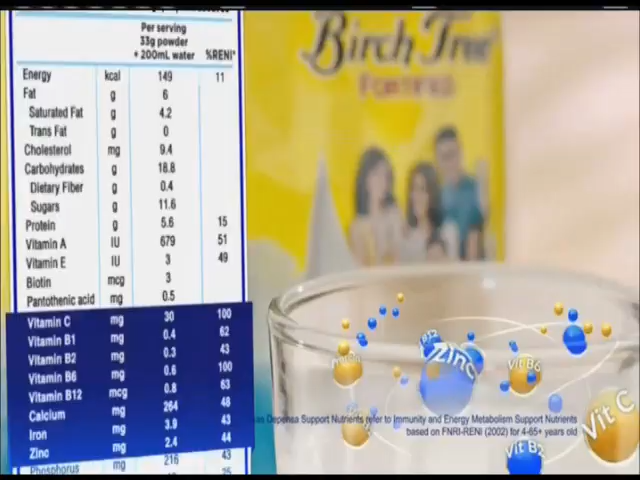 Per serving
33g powder
+ 200mL water %RENI*
Energy kcal 149 11
Fat g 6
Saturated Fat g 4.2
Trans Fat g 0
Cholesterol mg 9.4
Carbohydrates g 18.8
Dietary Fiber g 0.4
Sugars g 11.6
Protein g 5.6 15
Vitamin A IU 679 51
Vitamin E IU 3 49
Biotin mcg 3
Pantothenic acid mg 0.5
Vitamin C mg 30 100
Vitamin B1 mg 0.4 62
Vitamin B2 mg 0.3 43
Vitamin B6 mg 0.6 100
Vitamin B12 mcg 0.8 63
Calcium mg 264 48
Iron mg 3.9 43
Zinc mg 2.4 44
Phosphorus mg 216 43
Birch Tree
FORTIFIED
B12
Zinc
Vit B6
Vit C
Vit B2
Depensa Support Nutrients refer to Immunity and Energy Metabolism Support Nutrients
based on FNRI-RENI (2002) for 4-65+ years old